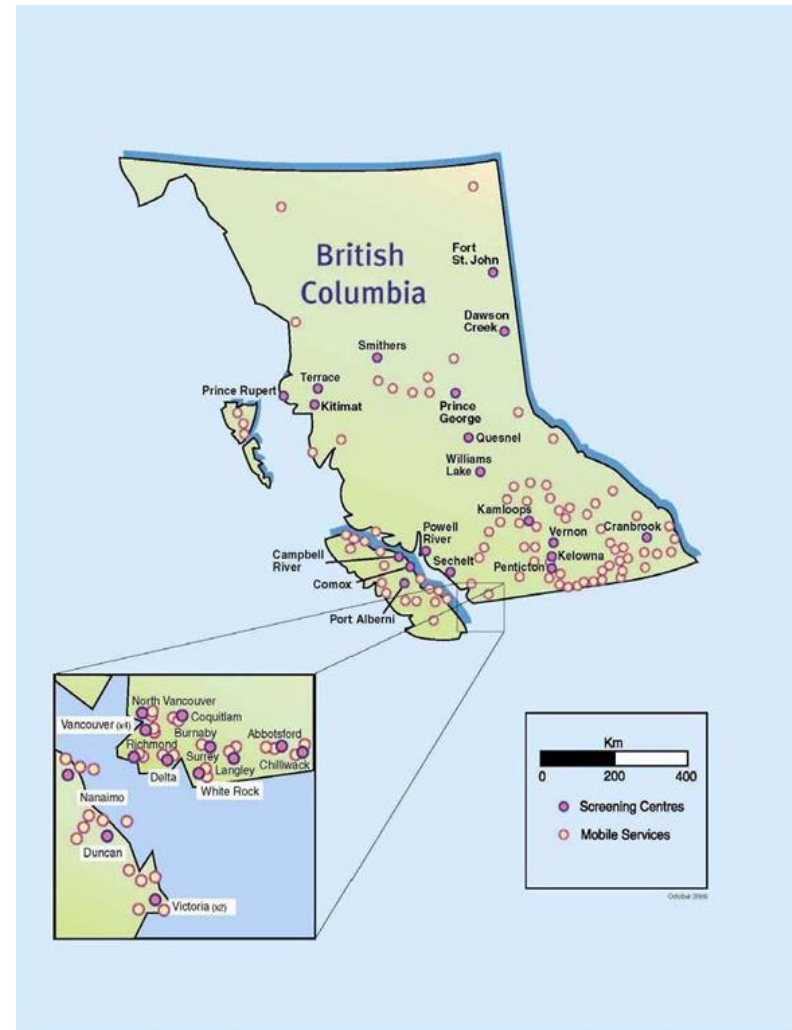 British
Columbia
Fort
St. John
Dawson
Creek
Smithers
Terrace
Prince Rupert
Kitimat
Prince
George
Quesnel
Williams
Lake
Kamloops
Vernon
Cranbrook
Kelowna
Penticton
Powell
River
Sechelt
Campbell
River
Comox
Port Alberni
North Vancouver
Coquitlam
Vancouver (x4)
Burnaby
Abbotsford
Richmond
Surrey
Chilliwack
Delta
Langley
White Rock
Nanaimo
Duncan
Victoria (x2)
Km
0 200 400
Screening Centres
Mobile Services
October 2009